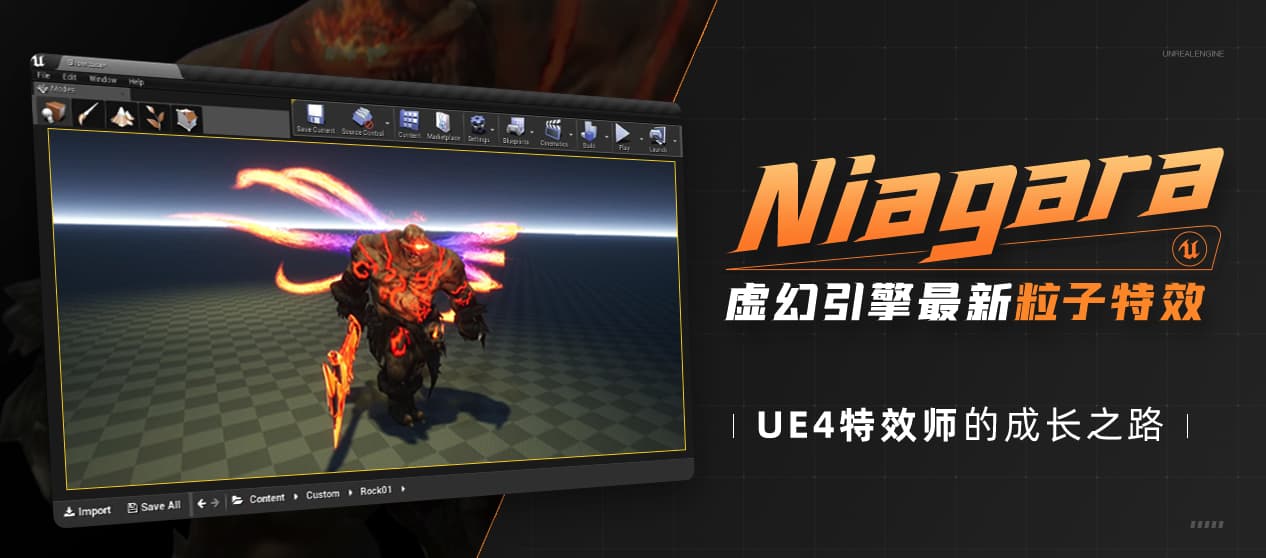 File Edit Window Help
Modes
Save Current Source Control Content Marketplace Settings Blueprints Cinematics Build Play Launch
Import Save All Content Custom Rock01
UNREALENGINE
Niagara
虚幻引擎最新粒子特效
UE4特效师的成长之路